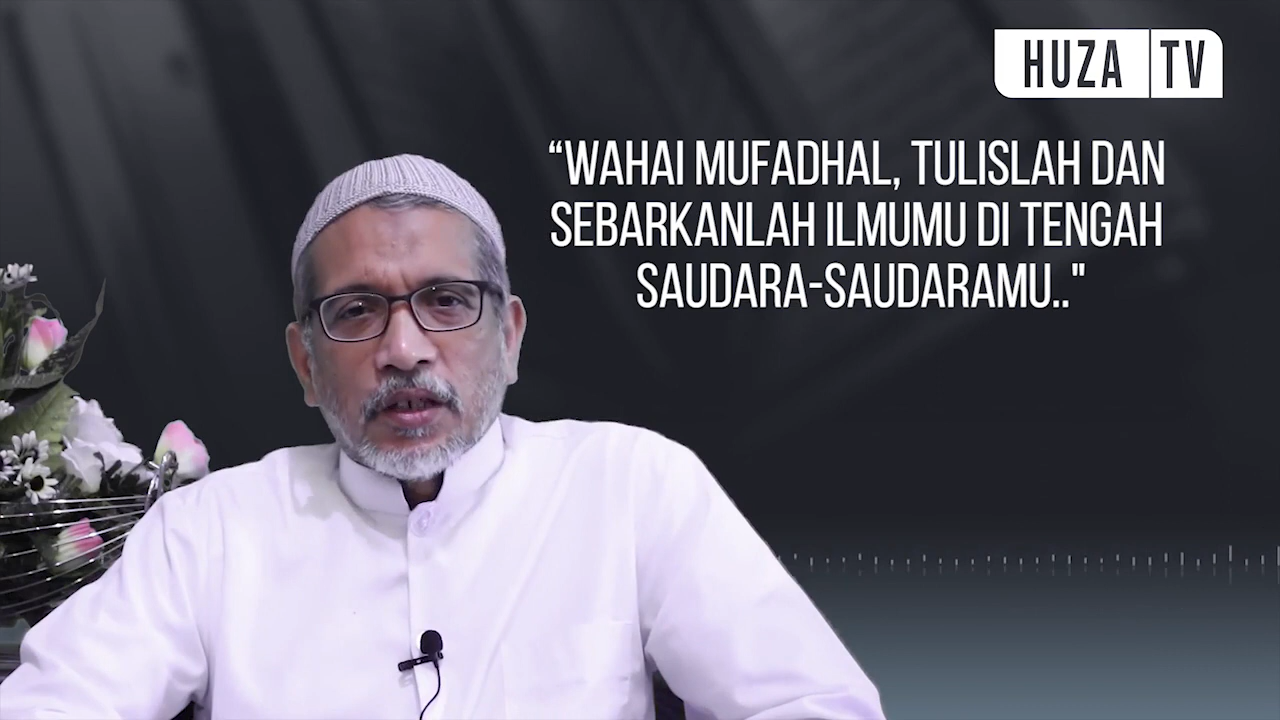 HUZA TV
“WAHAI MUFADHAL, TULISLAH DAN
SEBARKANLAH ILMUMU DI TENGAH
SAUDARA-SAUDARAMU.."